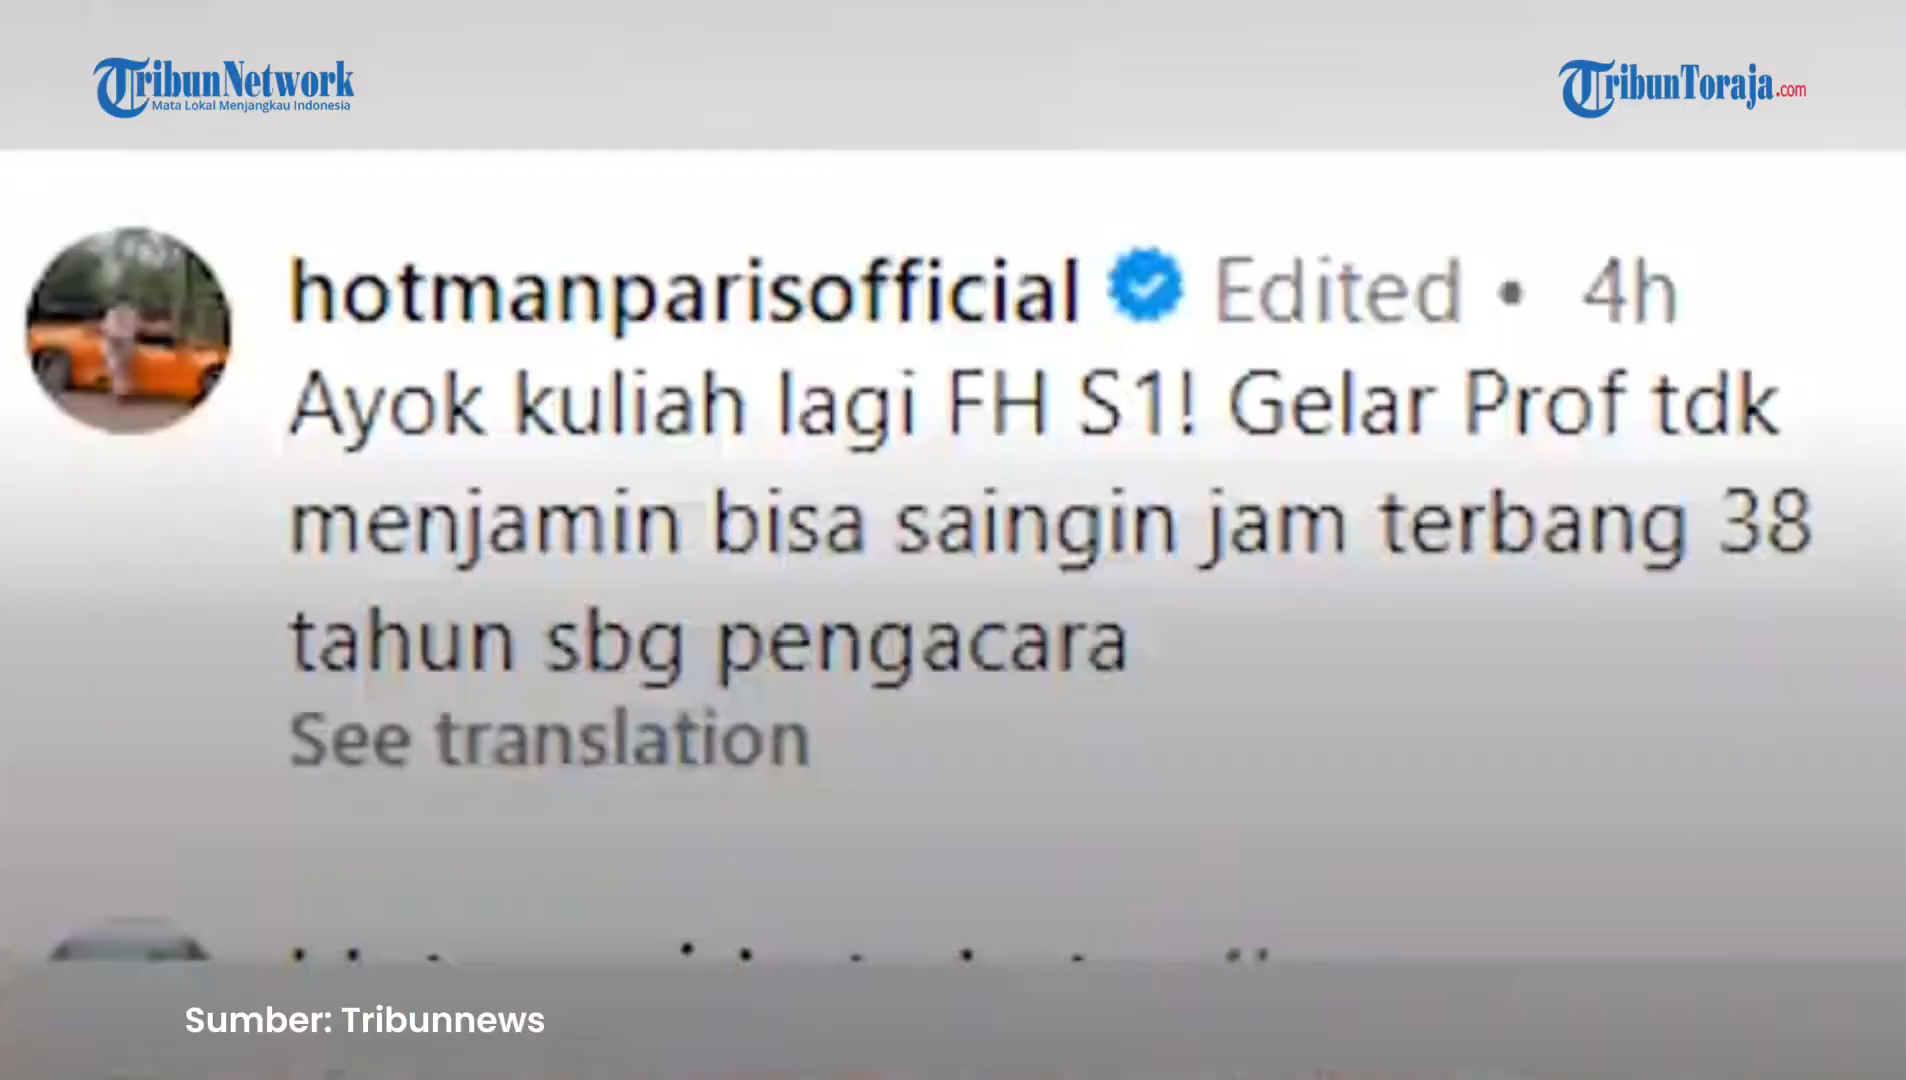 TribunNetwork
Mata Lokal Menjangkau Indonesia
TribunToraja.com
hotmanparisofficial Edited • 4h
Ayok kuliah lagi FH S1! Gelar Prof tdk
menjamin bisa saingin jam terbang 38
tahun sbg pengacara
See translation
Sumber: Tribunnews